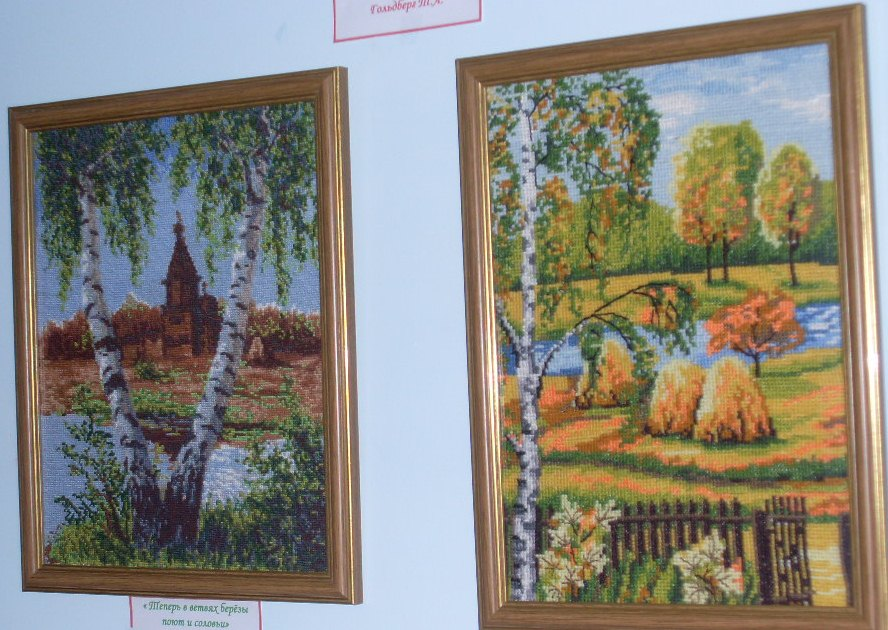 Гольдберг Т.А.
« Теперь в ветвях берёзы
поют и соловьи»